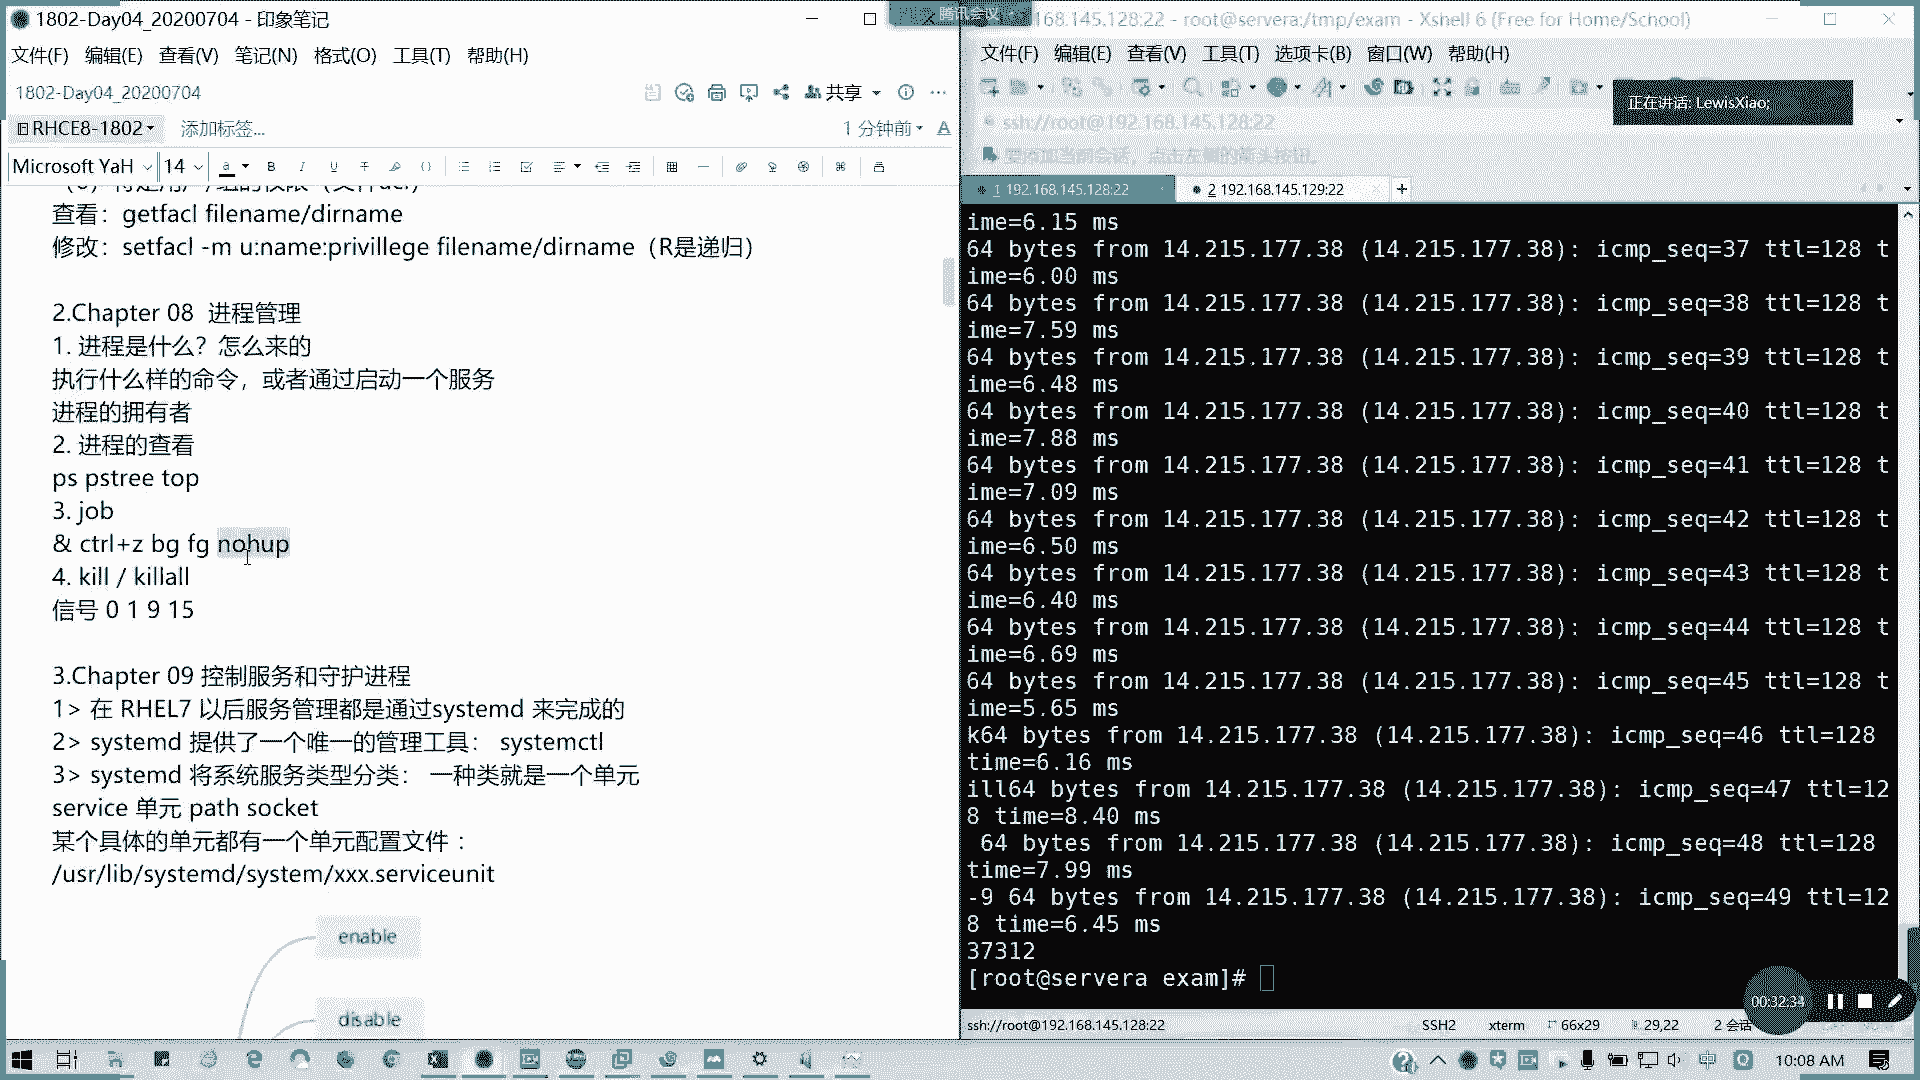 1802-Day04_20200704 - 印象笔记
文件(F) 编辑(E) 查看(V) 笔记(N) 格式(O) 工具(T) 帮助(H)
1802-Day04_20200704
共享
RHCE8-1802 添加标签...
1 分钟前
Microsoft YaH 14
查看：getfacl filename/dirname
修改：setfacl -m u:name:privillege filename/dirname（R是递归）
2.Chapter 08 进程管理
1. 进程是什么？怎么来的
执行什么样的命令，或者通过启动一个服务
进程的拥有者
2. 进程的查看
ps pstree top
3. job
& ctrl+z bg fg nohup
4. kill / killall
信号 0 1 9 15
3.Chapter 09 控制服务和守护进程
1> 在 RHEL7 以后服务管理都是通过systemd 来完成的
2> systemd 提供了一个唯一的管理工具： systemctl
3> systemd 将系统服务类型分类： 一种类就是一个单元
service 单元 path socket
某个具体的单元都有一个单元配置文件：
/usr/lib/systemd/system/xxx.serviceunit
enable
disable
腾讯会议
168.145.128:22 - root@servera:/tmp/exam - Xshell 6 (Free for Home/School)
文件(F) 编辑(E) 查看(V) 工具(T) 选项卡(B) 窗口(W) 帮助(H)
正在讲话: LewisXiao;
ssh://root@192.168.145.128:22
要添加当前会话，点击左侧的箭头按钮。
1 192.168.145.128:22
2 192.168.145.129:22
ime=6.15 ms
64 bytes from 14.215.177.38 (14.215.177.38): icmp_seq=37 ttl=128 t
ime=6.00 ms
64 bytes from 14.215.177.38 (14.215.177.38): icmp_seq=38 ttl=128 t
ime=7.59 ms
64 bytes from 14.215.177.38 (14.215.177.38): icmp_seq=39 ttl=128 t
ime=6.48 ms
64 bytes from 14.215.177.38 (14.215.177.38): icmp_seq=40 ttl=128 t
ime=7.88 ms
64 bytes from 14.215.177.38 (14.215.177.38): icmp_seq=41 ttl=128 t
ime=7.09 ms
64 bytes from 14.215.177.38 (14.215.177.38): icmp_seq=42 ttl=128 t
ime=6.50 ms
64 bytes from 14.215.177.38 (14.215.177.38): icmp_seq=43 ttl=128 t
ime=6.40 ms
64 bytes from 14.215.177.38 (14.215.177.38): icmp_seq=44 ttl=128 t
ime=6.69 ms
64 bytes from 14.215.177.38 (14.215.177.38): icmp_seq=45 ttl=128 t
ime=5.65 ms
k64 bytes from 14.215.177.38 (14.215.177.38): icmp_seq=46 ttl=128
time=6.16 ms
ill64 bytes from 14.215.177.38 (14.215.177.38): icmp_seq=47 ttl=12
8 time=8.40 ms
64 bytes from 14.215.177.38 (14.215.177.38): icmp_seq=48 ttl=128
time=7.99 ms
-9 64 bytes from 14.215.177.38 (14.215.177.38): icmp_seq=49 ttl=12
8 time=6.45 ms
37312
[root@servera exam]#
00:32:34
ssh://root@192.168.145.128:22 SSH2 xterm 66x29 29,22 2 会话
10:08 AM